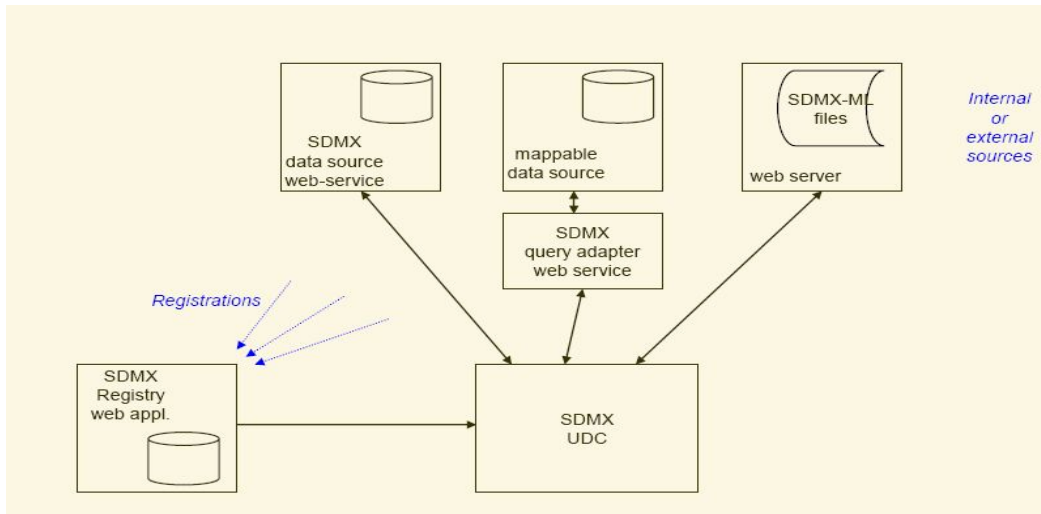 SDMX
data source
web-service
mappable
data source
SDMX-ML
files
web server
Internal
or
external
sources
SDMX
query adapter
web service
Registrations
SDMX
Registry
web appl.
SDMX
UDC